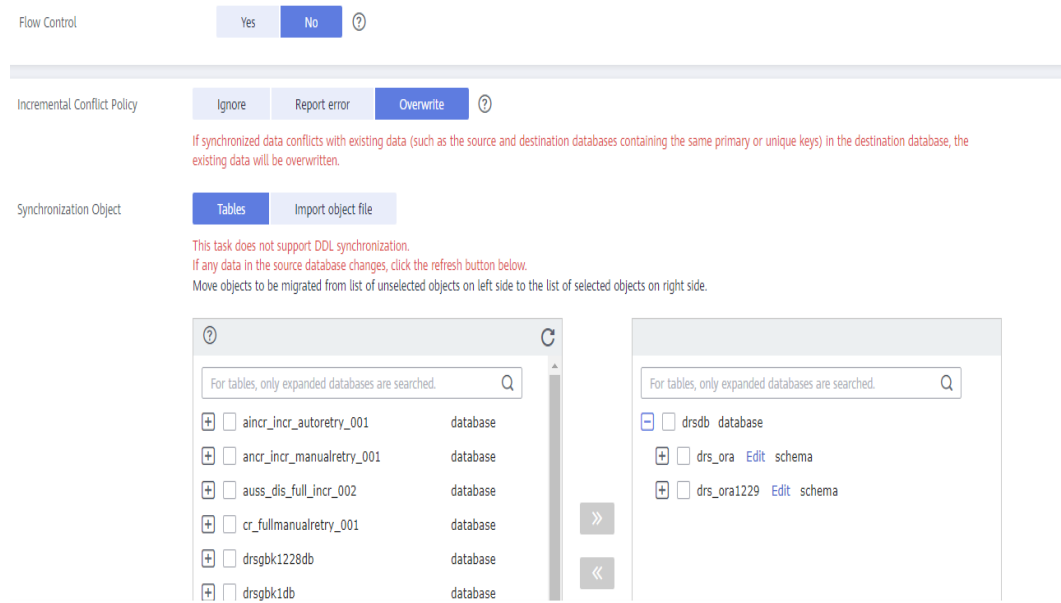 Flow Control Yes No ?
Incremental Conflict Policy Ignore Report error Overwrite ?
If synchronized data conflicts with existing data (such as the source and destination databases containing the same primary or unique keys) in the destination database, the
existing data will be overwritten.
Synchronization Object Tables Import object file
This task does not support DDL synchronization.
If any data in the source database changes, click the refresh button below.
Move objects to be migrated from list of unselected objects on left side to the list of selected objects on right side.
?
For tables, only expanded databases are searched.
aincr_incr_autoretry_001 database
ancr_incr_manualretry_001 database
auss_dis_full_incr_002 database
cr_fullmanualretry_001 database
drsgbk1228db database
drsgbk1db database
For tables, only expanded databases are searched.
drsdb database
drs_ora Edit schema
drs_ora1229 Edit schema